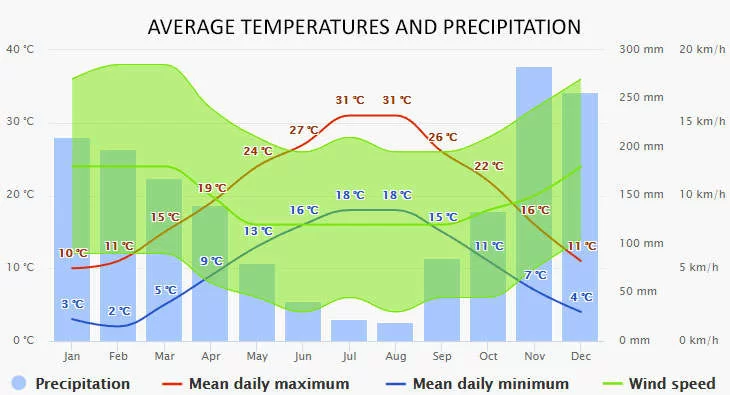 AVERAGE TEMPERATURES AND PRECIPITATION
40 °C 300 mm 20 km/h
250 mm
30 °C 15 km/h
200 mm
20 °C 150 mm 10 km/h
100 mm
10 °C 5 km/h
50 mm
0 °C 0 mm 0 km/h
10 °C 11 °C 15 °C 19 °C 24 °C 27 °C 31 °C 31 °C 26 °C 22 °C 16 °C 11 °C
3 °C 2 °C 5 °C 9 °C 13 °C 16 °C 18 °C 18 °C 15 °C 11 °C 7 °C 4 °C
Jan Feb Mar Apr May Jun Jul Aug Sep Oct Nov Dec
Precipitation Mean daily maximum Mean daily minimum Wind speed